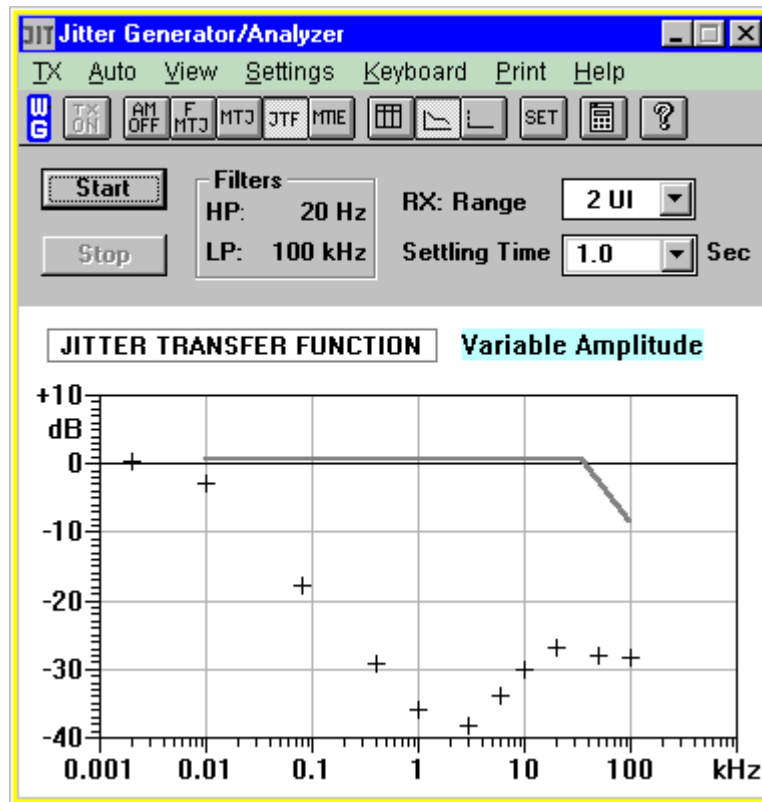 JIT Jitter Generator/Analyzer
TX Auto View Settings Keyboard Print Help
WG TX ON AM OFF F MTJ MTJ JTF MTIE SET ?
Start Filters
HP: 20 Hz RX: Range 2 UI
Stop LP: 100 kHz Settling Time 1.0 Sec
JITTER TRANSFER FUNCTION Variable Amplitude
+10
dB
0
-10
-20
-30
-40
0.001 0.01 0.1 1 10 100 kHz